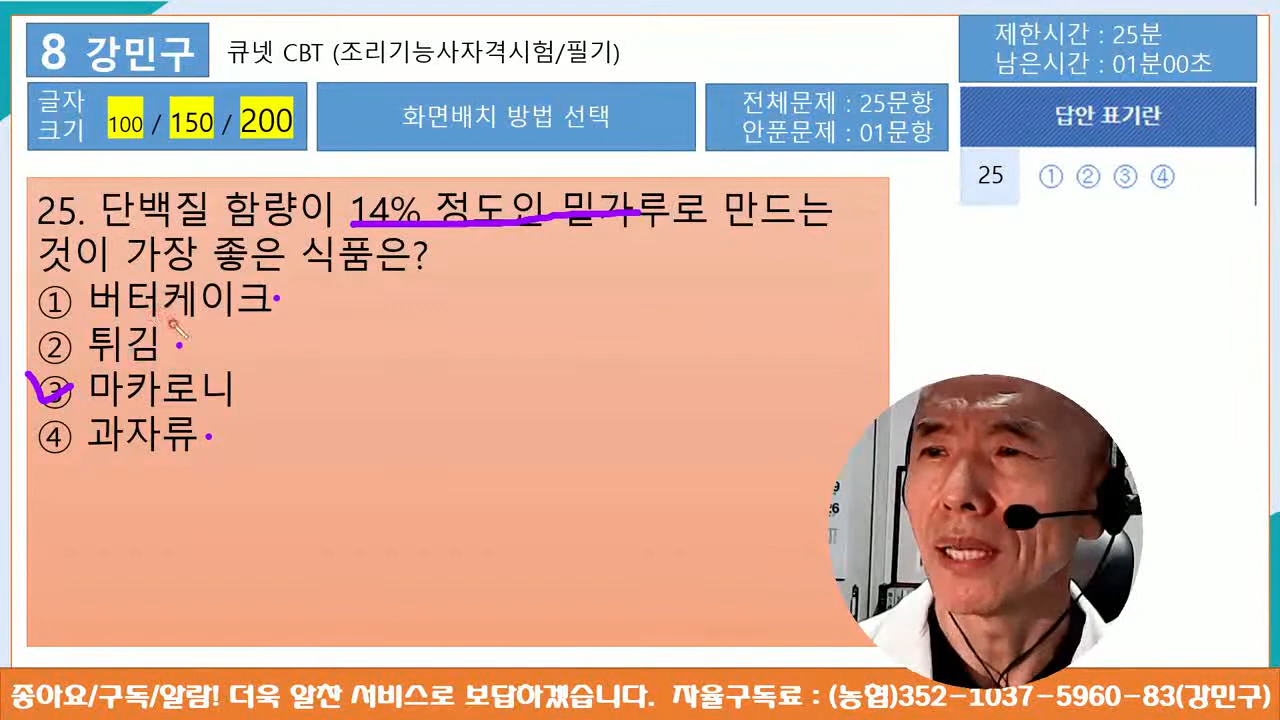 8 강민구
큐넷 CBT (조리기능사자격시험/필기)
제한시간 : 25분
남은시간 : 01분00초
글자
크기
100 / 150 / 200
화면배치 방법 선택
전체문제 : 25문항
안푼문제 : 01문항
답안 표기란
25 ① ② ③ ④
25. 단백질 함량이 14% 정도인 밀가루로 만드는
것이 가장 좋은 식품은?
① 버터케이크
② 튀김
③ 마카로니
④ 과자류
좋아요/구독/알람! 더욱 알찬 서비스로 보답하겠습니다. 자율구독료 : (농협)352-1037-5960-83(강민구)